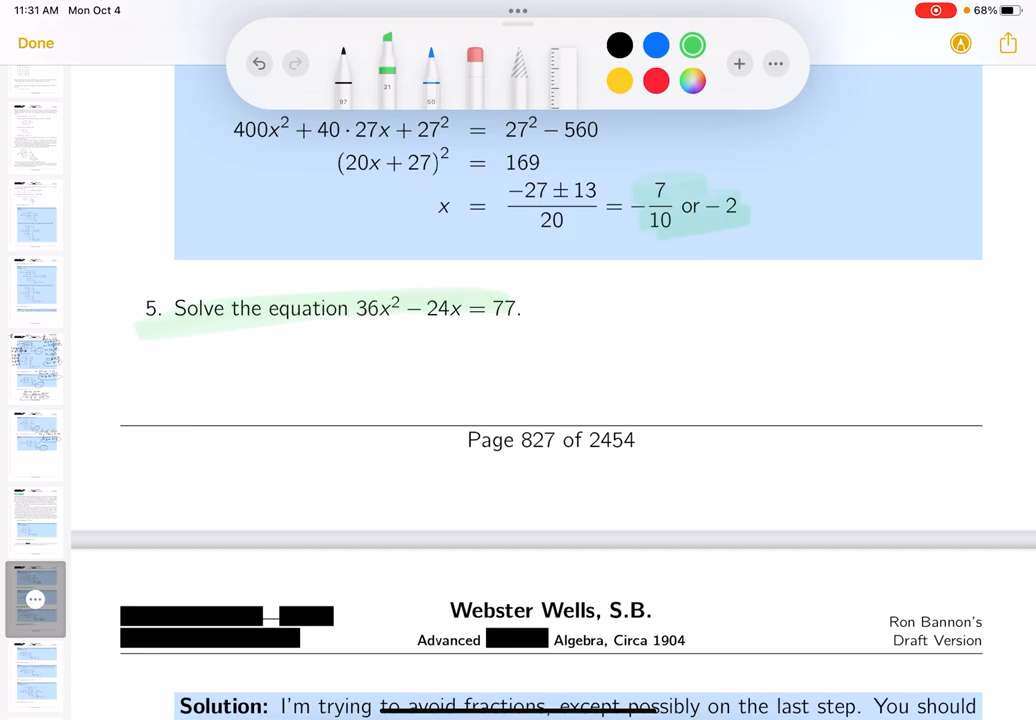 11:31 AM Mon Oct 4
68%
Done
97
21
50
400x² + 40 · 27x + 27² = 27² − 560
(20x + 27)² = 169
x = (−27 ± 13)/20 = −7/10 or − 2
5. Solve the equation 36x² − 24x = 77.
Page 827 of 2454
Webster Wells, S.B.
Advanced Algebra, Circa 1904
Ron Bannon's
Draft Version
Solution: I'm trying to avoid fractions, except possibly on the last step. You should